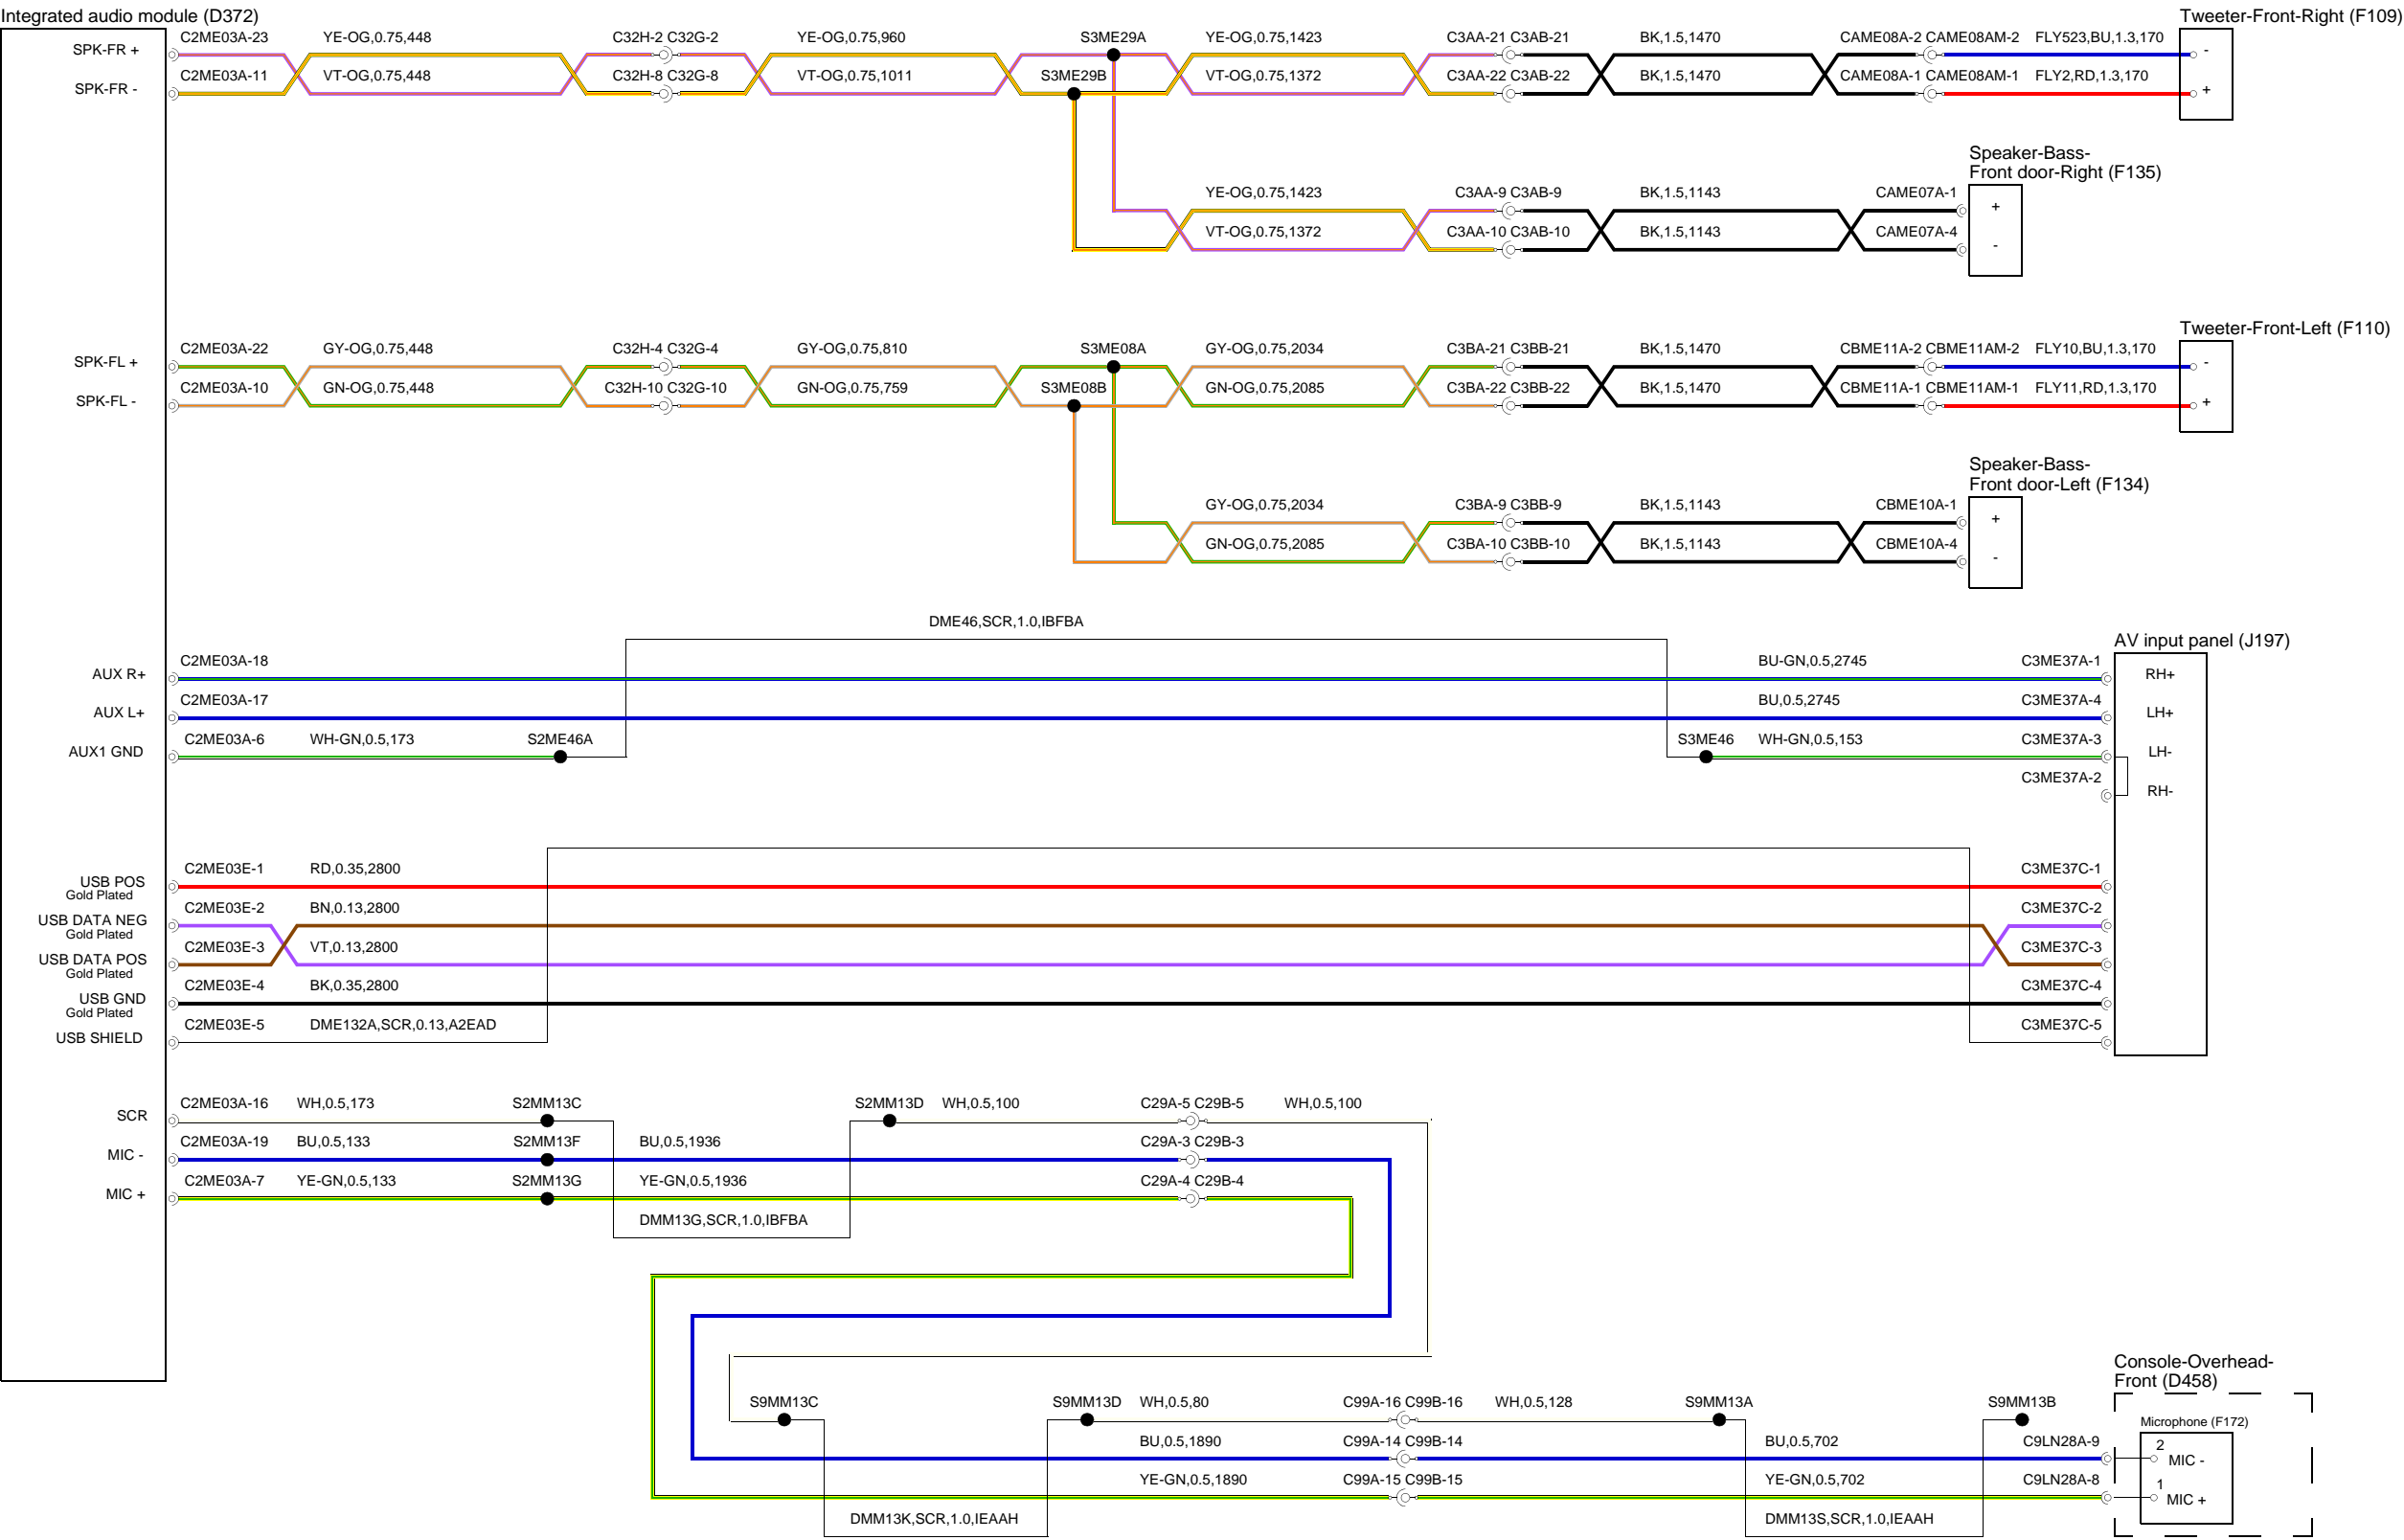 Integrated audio module (D372)
Tweeter-Front-Right (F109)
SPK-FR +
C2ME03A-23
YE-OG,0.75,448
C32H-2 C32G-2
YE-OG,0.75,960
S3ME29A
YE-OG,0.75,1423
C3AA-21 C3AB-21
BK,1.5,1470
CAME08A-2 CAME08AM-2
FLY523,BU,1.3,170
-
SPK-FR -
C2ME03A-11
VT-OG,0.75,448
C32H-8 C32G-8
VT-OG,0.75,1011
S3ME29B
VT-OG,0.75,1372
C3AA-22 C3AB-22
BK,1.5,1470
CAME08A-1 CAME08AM-1
FLY2,RD,1.3,170
+
Speaker-Bass-
Front door-Right (F135)
YE-OG,0.75,1423
C3AA-9 C3AB-9
BK,1.5,1143
CAME07A-1
+
VT-OG,0.75,1372
C3AA-10 C3AB-10
BK,1.5,1143
CAME07A-4
-
Tweeter-Front-Left (F110)
SPK-FL +
C2ME03A-22
GY-OG,0.75,448
C32H-4 C32G-4
GY-OG,0.75,810
S3ME08A
GY-OG,0.75,2034
C3BA-21 C3BB-21
BK,1.5,1470
CBME11A-2 CBME11AM-2
FLY10,BU,1.3,170
-
SPK-FL -
C2ME03A-10
GN-OG,0.75,448
C32H-10 C32G-10
GN-OG,0.75,759
S3ME08B
GN-OG,0.75,2085
C3BA-22 C3BB-22
BK,1.5,1470
CBME11A-1 CBME11AM-1
FLY11,RD,1.3,170
+
Speaker-Bass-
Front door-Left (F134)
GY-OG,0.75,2034
C3BA-9 C3BB-9
BK,1.5,1143
CBME10A-1
+
GN-OG,0.75,2085
C3BA-10 C3BB-10
BK,1.5,1143
CBME10A-4
-
DME46,SCR,1.0,IBFBA
AV input panel (J197)
AUX R+
C2ME03A-18
BU-GN,0.5,2745
C3ME37A-1
RH+
AUX L+
C2ME03A-17
BU,0.5,2745
C3ME37A-4
LH+
AUX1 GND
C2ME03A-6
WH-GN,0.5,173
S2ME46A
S3ME46
WH-GN,0.5,153
C3ME37A-3
LH-
C3ME37A-2
RH-
USB POS
Gold Plated
C2ME03E-1
RD,0.35,2800
C3ME37C-1
USB DATA NEG
Gold Plated
C2ME03E-2
BN,0.13,2800
C3ME37C-2
USB DATA POS
Gold Plated
C2ME03E-3
VT,0.13,2800
C3ME37C-3
USB GND
Gold Plated
C2ME03E-4
BK,0.35,2800
C3ME37C-4
USB SHIELD
C2ME03E-5
DME132A,SCR,0.13,A2EAD
C3ME37C-5
SCR
C2ME03A-16
WH,0.5,173
S2MM13C
S2MM13D
WH,0.5,100
C29A-5 C29B-5
WH,0.5,100
MIC -
C2ME03A-19
BU,0.5,133
S2MM13F
BU,0.5,1936
C29A-3 C29B-3
MIC +
C2ME03A-7
YE-GN,0.5,133
S2MM13G
YE-GN,0.5,1936
C29A-4 C29B-4
DMM13G,SCR,1.0,IBFBA
Console-Overhead-
Front (D458)
S9MM13C
S9MM13D
WH,0.5,80
C99A-16 C99B-16
WH,0.5,128
S9MM13A
S9MM13B
Microphone (F172)
BU,0.5,1890
C99A-14 C99B-14
BU,0.5,702
C9LN28A-9
2
MIC -
YE-GN,0.5,1890
C99A-15 C99B-15
YE-GN,0.5,702
C9LN28A-8
1
MIC +
DMM13K,SCR,1.0,IEAAH
DMM13S,SCR,1.0,IEAAH